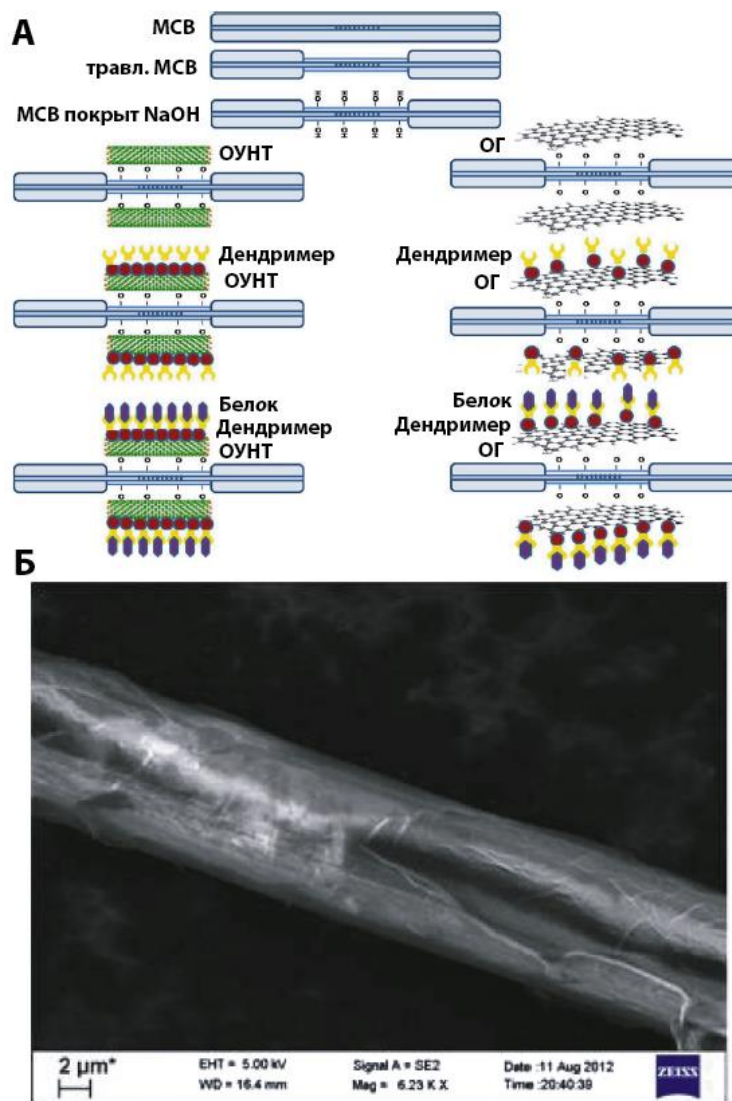 А
МСВ
травл. МСВ
МСВ покрыт NaOH
ОУНТ
ОГ
Дендример
ОУНТ
Дендример
ОГ
Белок
Дендример
ОУНТ
Белок
Дендример
ОГ
Б
2 µm*
EHT = 5.00 kV
WD = 16.4 mm
Signal A = SE2
Mag = 6.23 K X
Date :11 Aug 2012
Time :20:40:39
ZEISS